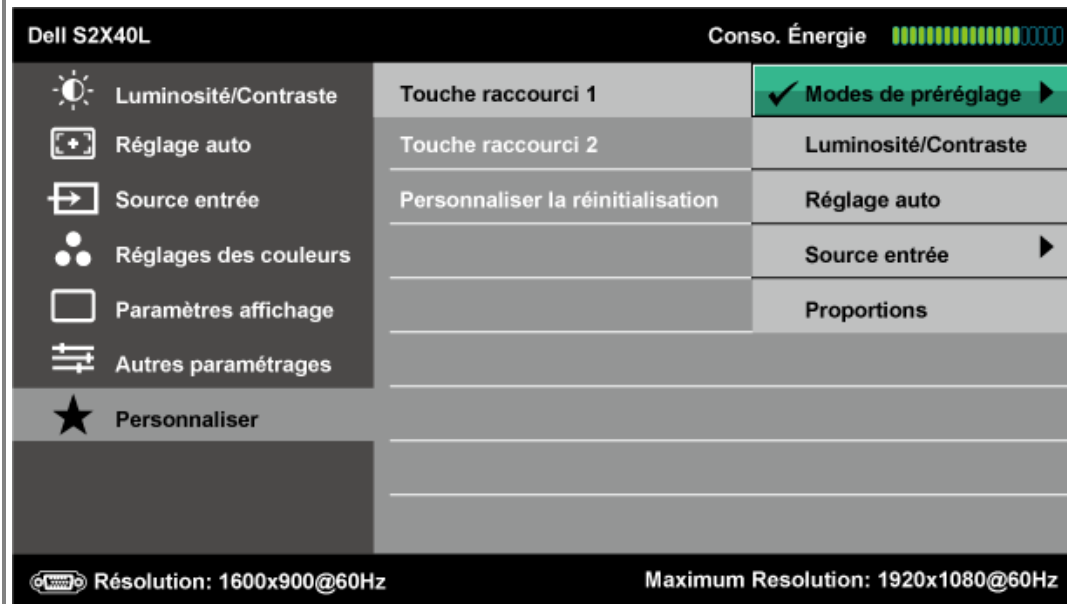 Dell S2X40L Conso. Énergie
Luminosité/Contraste Touche raccourci 1 Modes de préréglage
Réglage auto Touche raccourci 2 Luminosité/Contraste
Source entrée Personnaliser la réinitialisation Réglage auto
Réglages des couleurs Source entrée
Paramètres affichage Proportions
Autres paramétrages
Personnaliser
Résolution: 1600x900@60Hz Maximum Resolution: 1920x1080@60Hz